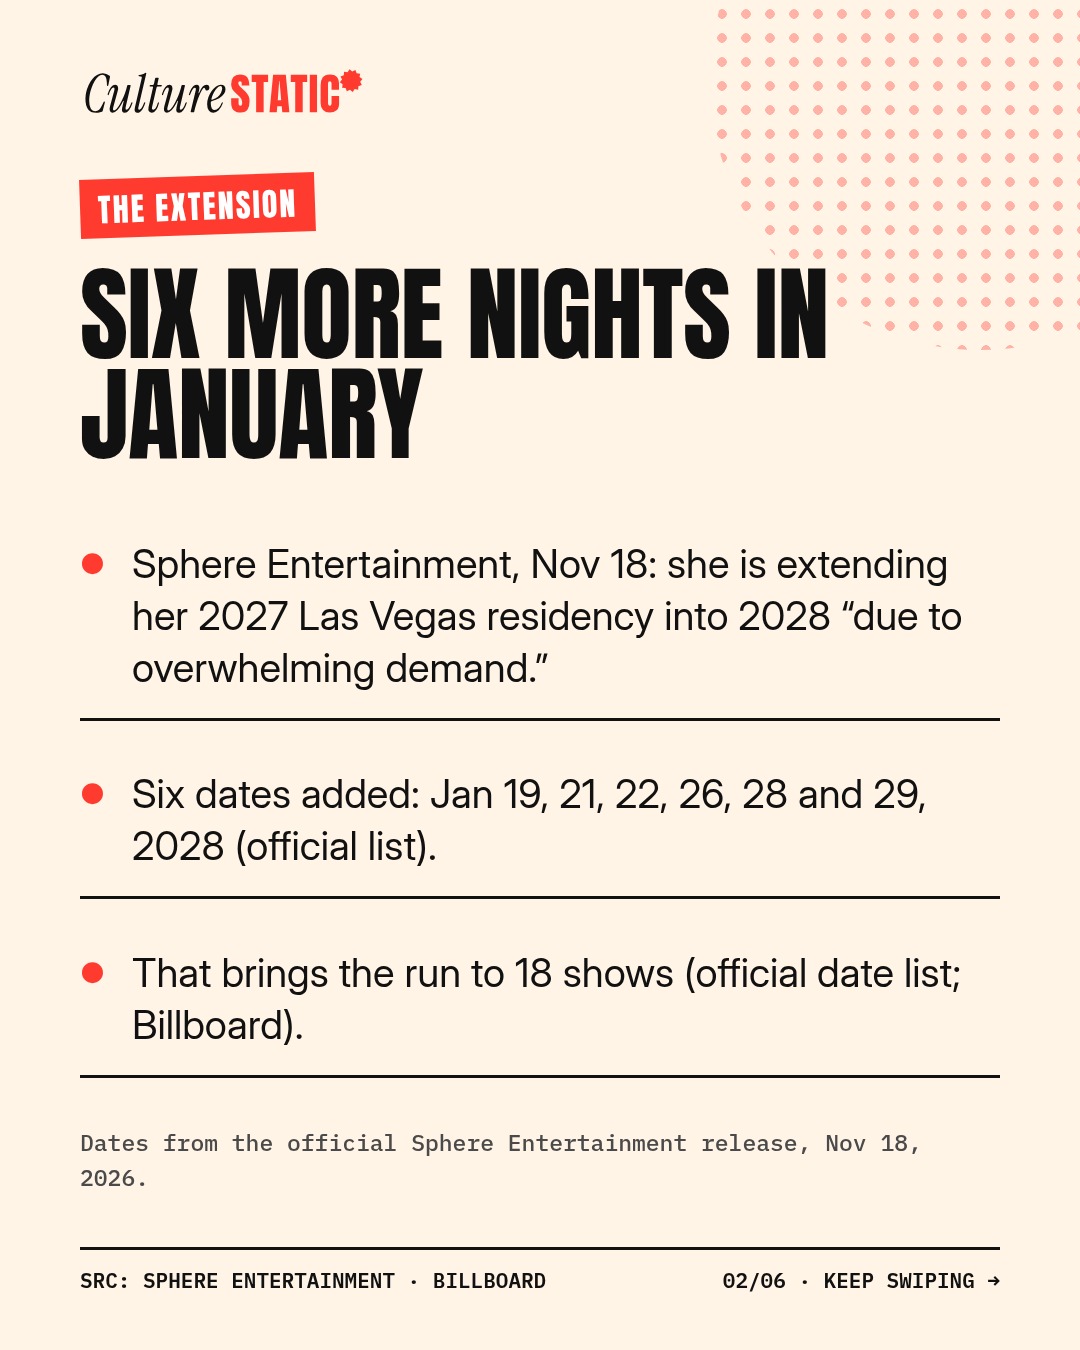 Culture STATIC
THE EXTENSION
SIX MORE NIGHTS IN
JANUARY
Sphere Entertainment, Nov 18: she is extending
her 2027 Las Vegas residency into 2028 “due to
overwhelming demand.”
Six dates added: Jan 19, 21, 22, 26, 28 and 29,
2028 (official list).
That brings the run to 18 shows (official date list;
Billboard).
Dates from the official Sphere Entertainment release, Nov 18,
2026.
SRC: SPHERE ENTERTAINMENT · BILLBOARD
02/06 · KEEP SWIPING →